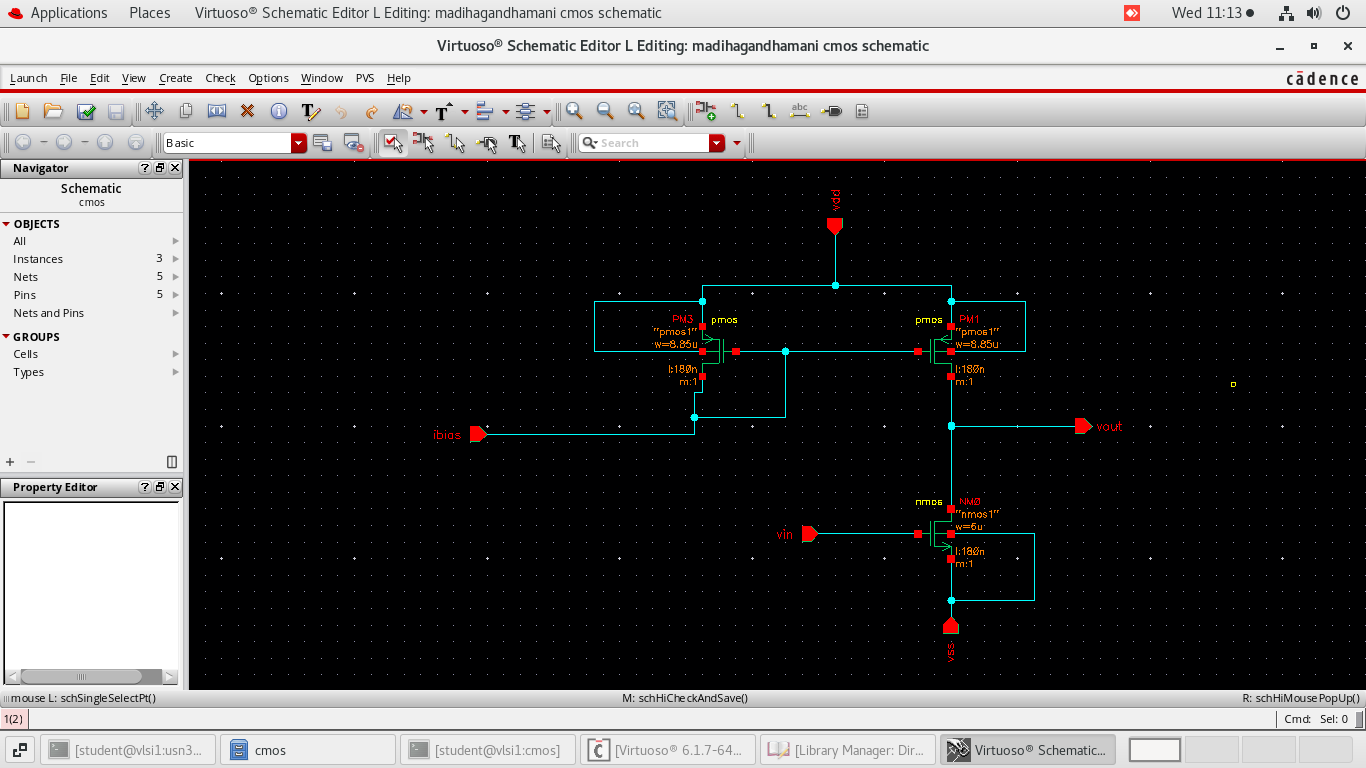 Applications Places Virtuoso® Schematic Editor L Editing: madihagandhamani cmos schematic Wed 11:13
Virtuoso® Schematic Editor L Editing: madihagandhamani cmos schematic
Launch File Edit View Create Check Options Window PVS Help cādence
abc
Basic Search
Navigator
Schematic
cmos
OBJECTS
All
Instances 3
Nets 5
Pins 5
Nets and Pins
GROUPS
Cells
Types
Property Editor
vdd
PM3 pmos
"pmos1"
w=8.85u
l:180n
m:1
pmos PM1
"pmos1"
w=8.85u
l:180n
m:1
ibias
vout
nmos NM0
"nmos1"
w=6u
l:180n
m:1
vin
vss
mouse L: schSingleSelectPt() M: schHiCheckAndSave() R: schHiMousePopUp()
1(2) Cmd: Sel: 0
[student@vlsi1:usn3... cmos [student@vlsi1:cmos] [Virtuoso® 6.1.7-64... [Library Manager: Dir... Virtuoso® Schematic...